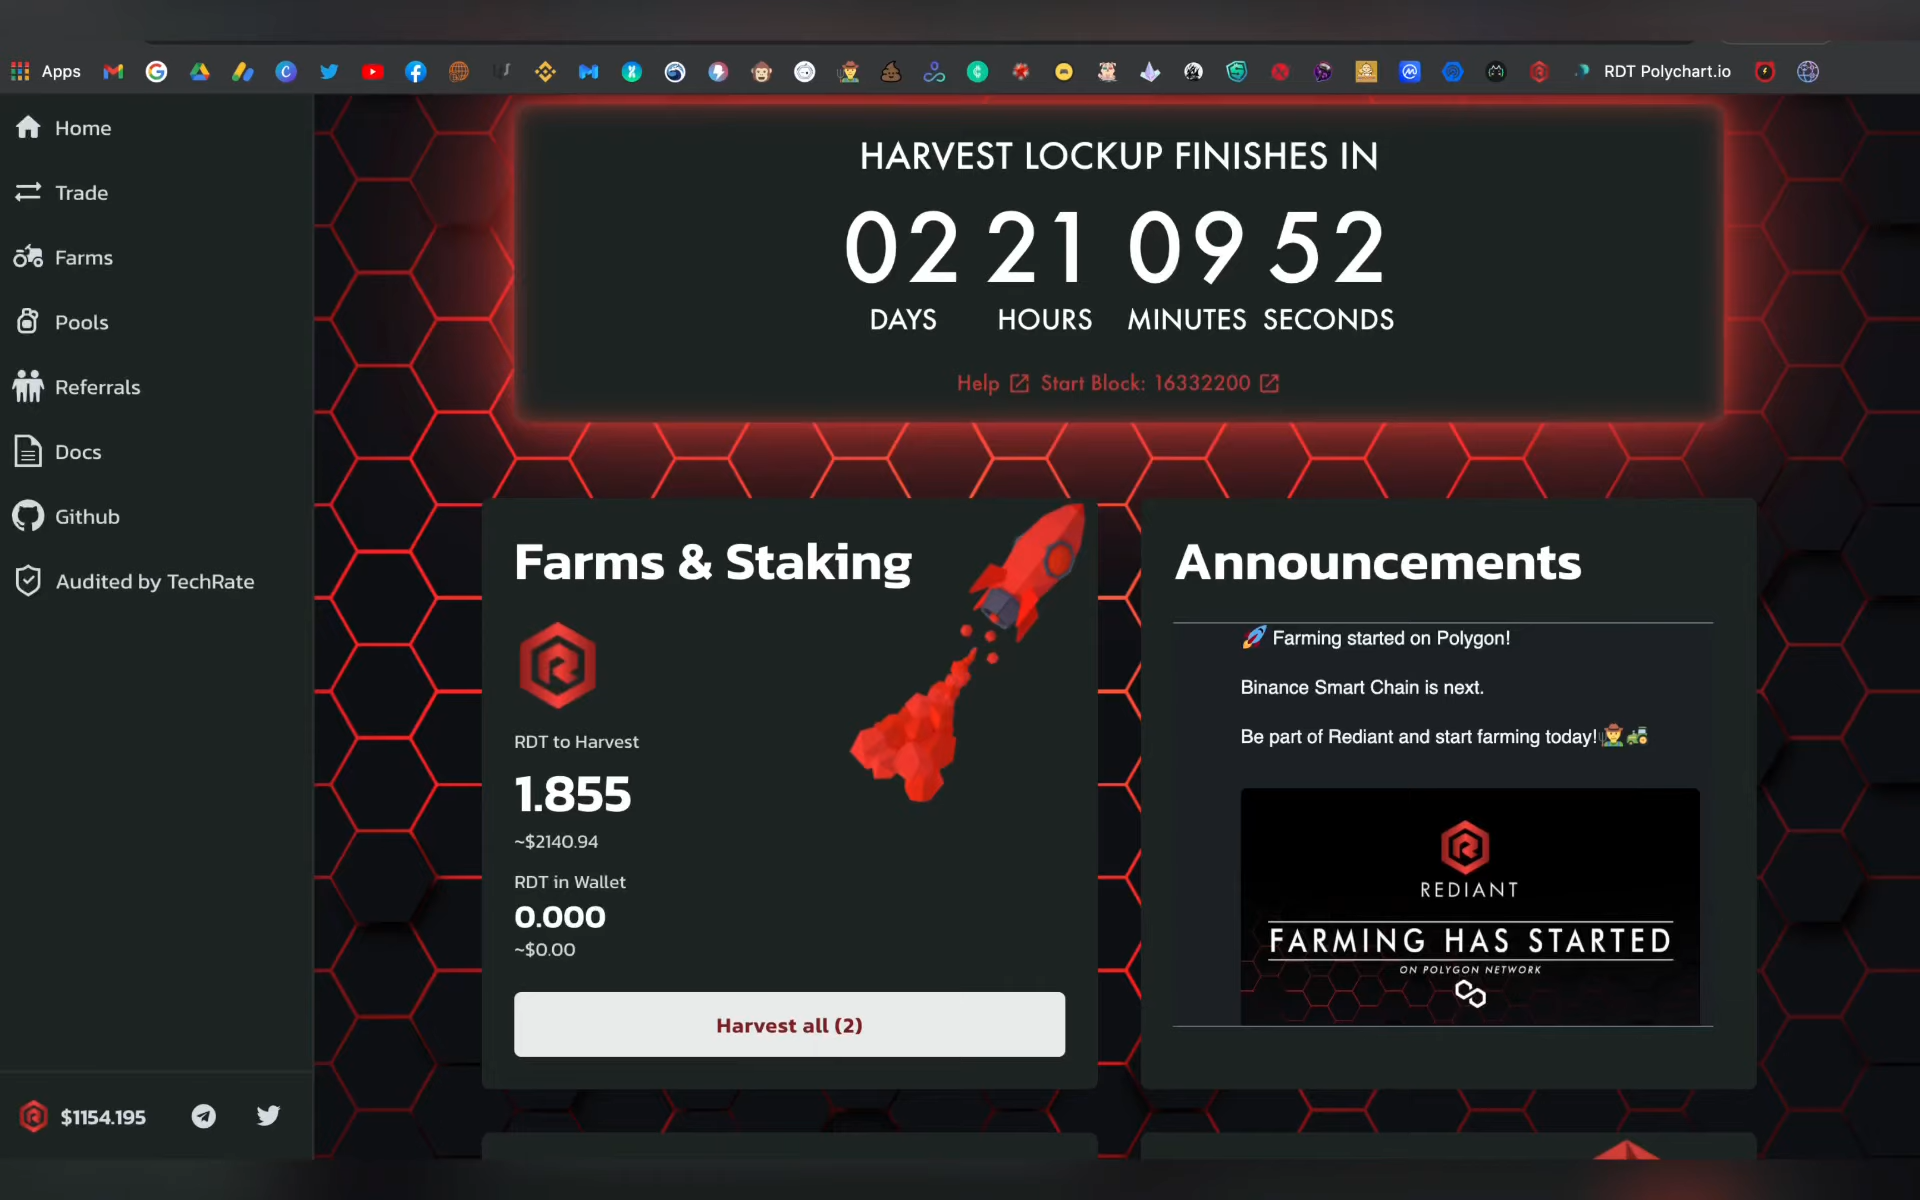 Apps
RDT Polychart.io
Home
Trade
Farms
Pools
Referrals
Docs
Github
Audited by TechRate
$1154.195
HARVEST LOCKUP FINISHES IN
02 21 09 52
DAYS HOURS MINUTES SECONDS
Help Start Block: 16332200
Farms & Staking
RDT to Harvest
1.855
~$2140.94
RDT in Wallet
0.000
~$0.00
Harvest all (2)
Announcements
🚀 Farming started on Polygon!
Binance Smart Chain is next.
Be part of Rediant and start farming today!👨‍🌾🚜
REDIANT
FARMING HAS STARTED
ON POLYGON NETWORK